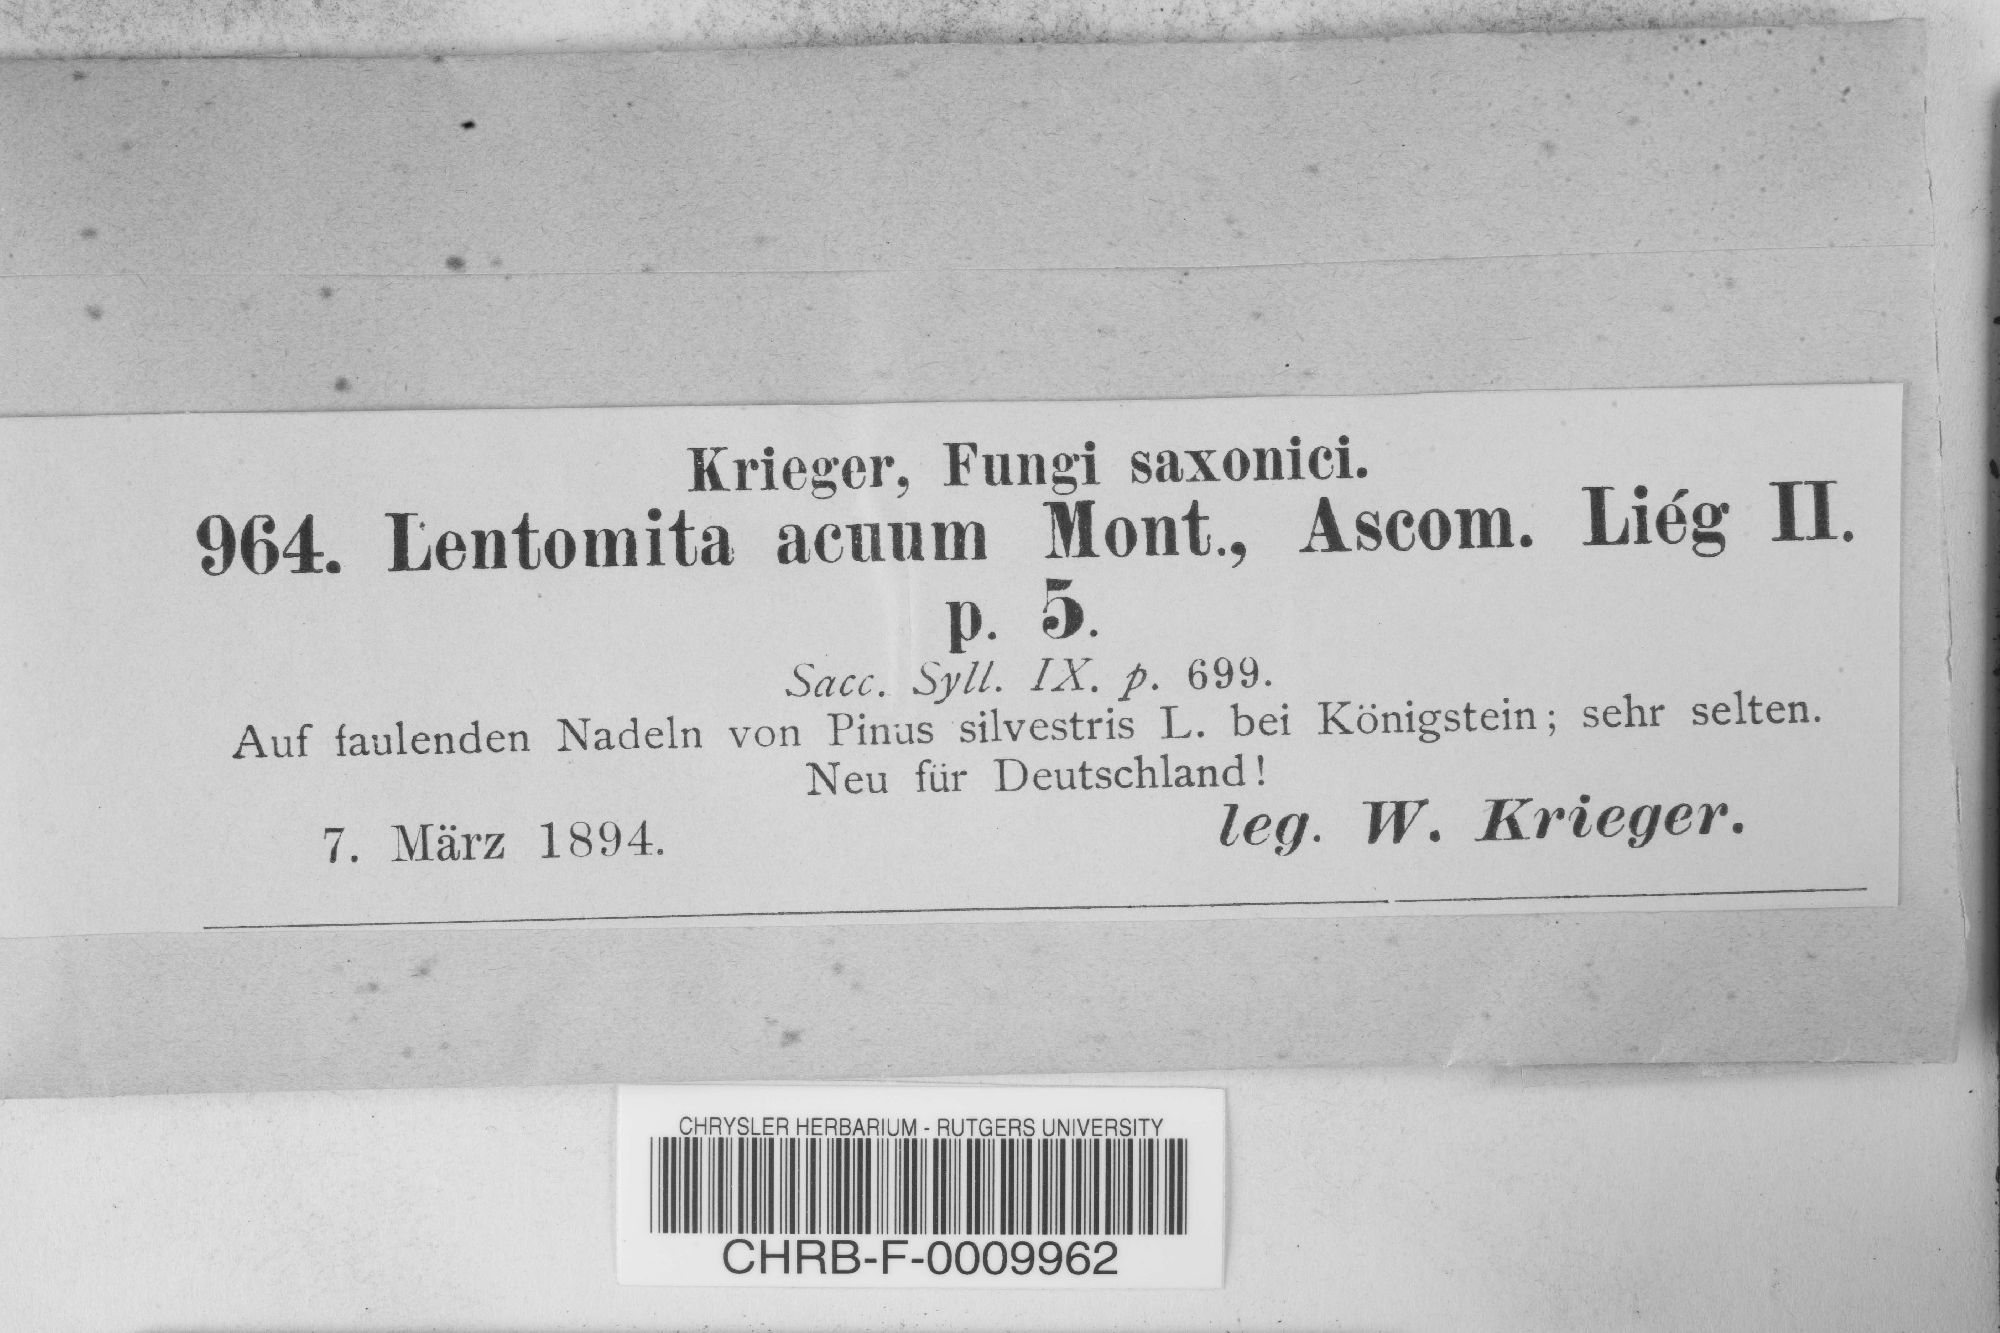 Krieger, Fungi saxonici.
964. Lentomita acuum Mont., Ascom. Liég II.
p. 5.
Sacc. Syll. IX. p. 699.
Auf faulenden Nadeln von Pinus silvestris L. bei Königstein; sehr selten.
Neu für Deutschland!
7. März 1894. leg. W. Krieger.
CHRYSLER HERBARIUM - RUTGERS UNIVERSITY
CHRB-F-0009962